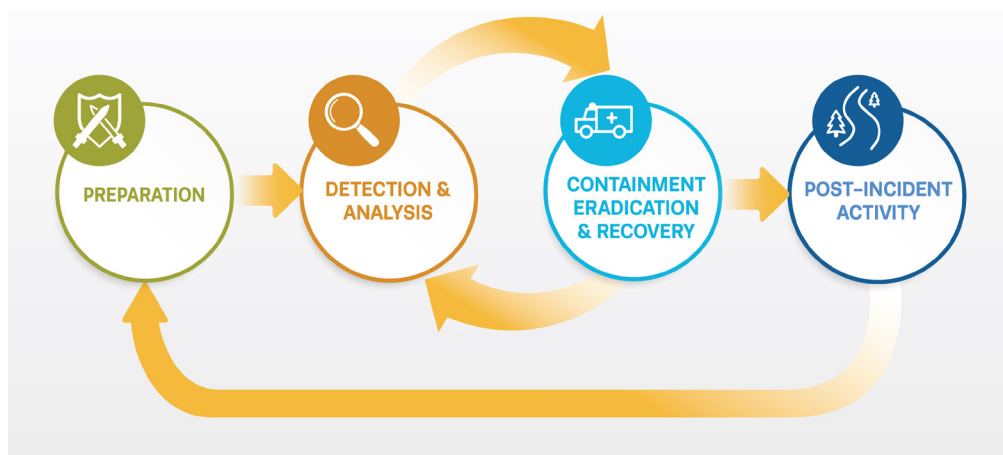 PREPARATION
DETECTION &
ANALYSIS
CONTAINMENT
ERADICATION
& RECOVERY
POST-INCIDENT
ACTIVITY